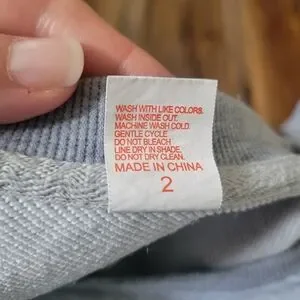 WASH WITH LIKE COLORS.
WASH INSIDE OUT.
MACHINE WASH COLD.
GENTLE CYCLE
DO NOT BLEACH
LINE DRY IN SHADE.
DO NOT DRY CLEAN.
MADE IN CHINA
2